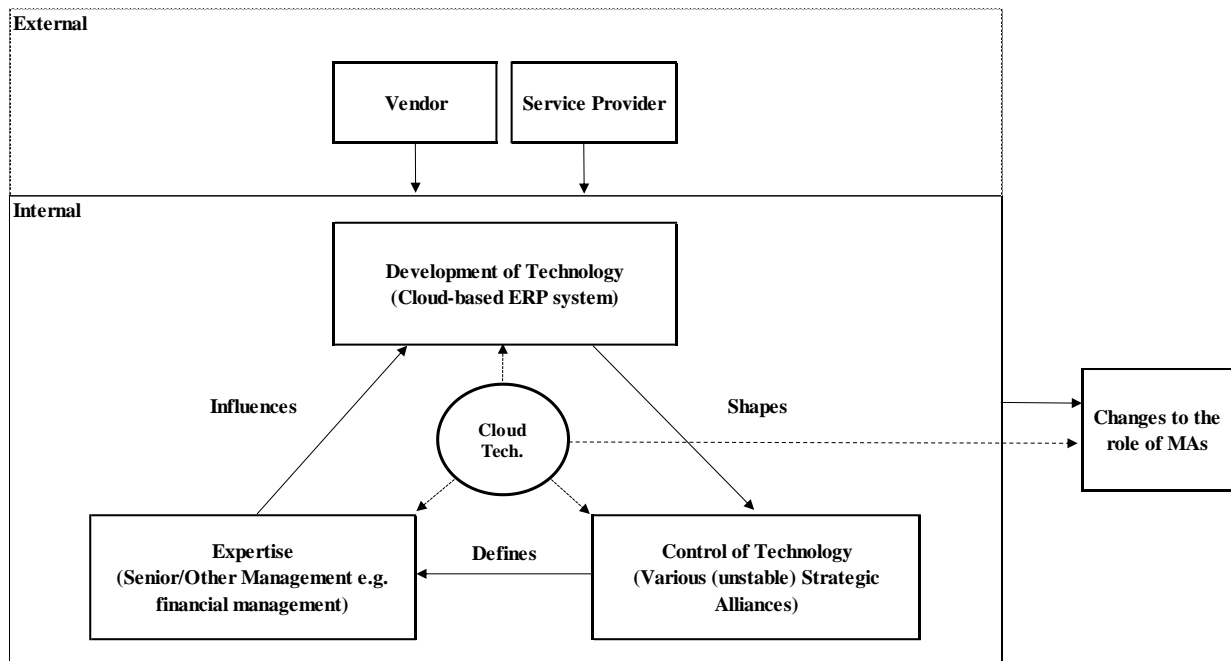 External
Vendor
Service Provider
Internal
Development of Technology
(Cloud-based ERP system)
Influences
Shapes
Cloud
Tech.
Changes to the
role of MAs
Expertise
(Senior/Other Management e.g.
financial management)
Defines
Control of Technology
(Various (unstable) Strategic
Alliances)